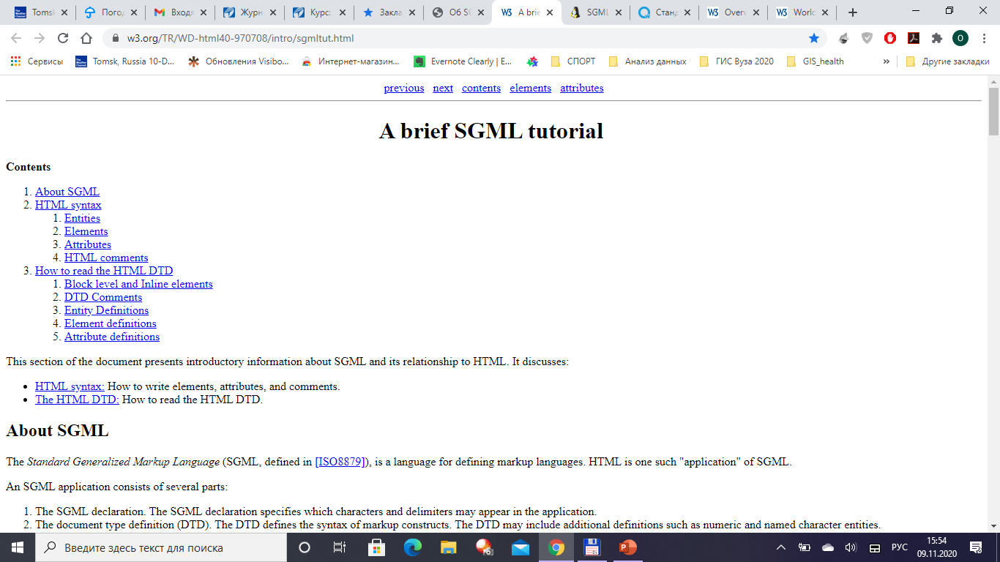 Tomsk
Погод
Входя
Журн
Курс:
Закла
Об SG
W3 A brie
SGML
Станд
W3 Overv
W3 World
w3.org/TR/WD-html40-970708/intro/sgmltut.html
O
Сервисы
Tomsk, Russia 10-D...
Обновления Visibo...
Интернет-магазин...
Evernote Clearly | E...
СПОРТ
Анализ данных
ГИС Вуза 2020
GIS_health
»
Другие закладки
previous next contents elements attributes
A brief SGML tutorial
Contents
1. About SGML
2. HTML syntax
1. Entities
2. Elements
3. Attributes
4. HTML comments
3. How to read the HTML DTD
1. Block level and Inline elements
2. DTD Comments
3. Entity Definitions
4. Element definitions
5. Attribute definitions
This section of the document presents introductory information about SGML and its relationship to HTML. It discusses:
• HTML syntax: How to write elements, attributes, and comments.
• The HTML DTD: How to read the HTML DTD.
About SGML
The Standard Generalized Markup Language (SGML, defined in [ISO8879]), is a language for defining markup languages. HTML is one such "application" of SGML.
An SGML application consists of several parts:
1. The SGML declaration. The SGML declaration specifies which characters and delimiters may appear in the application.
2. The document type definition (DTD). The DTD defines the syntax of markup constructs. The DTD may include additional definitions such as numeric and named character entities.
Введите здесь текст для поиска
РУС
15:54
09.11.2020